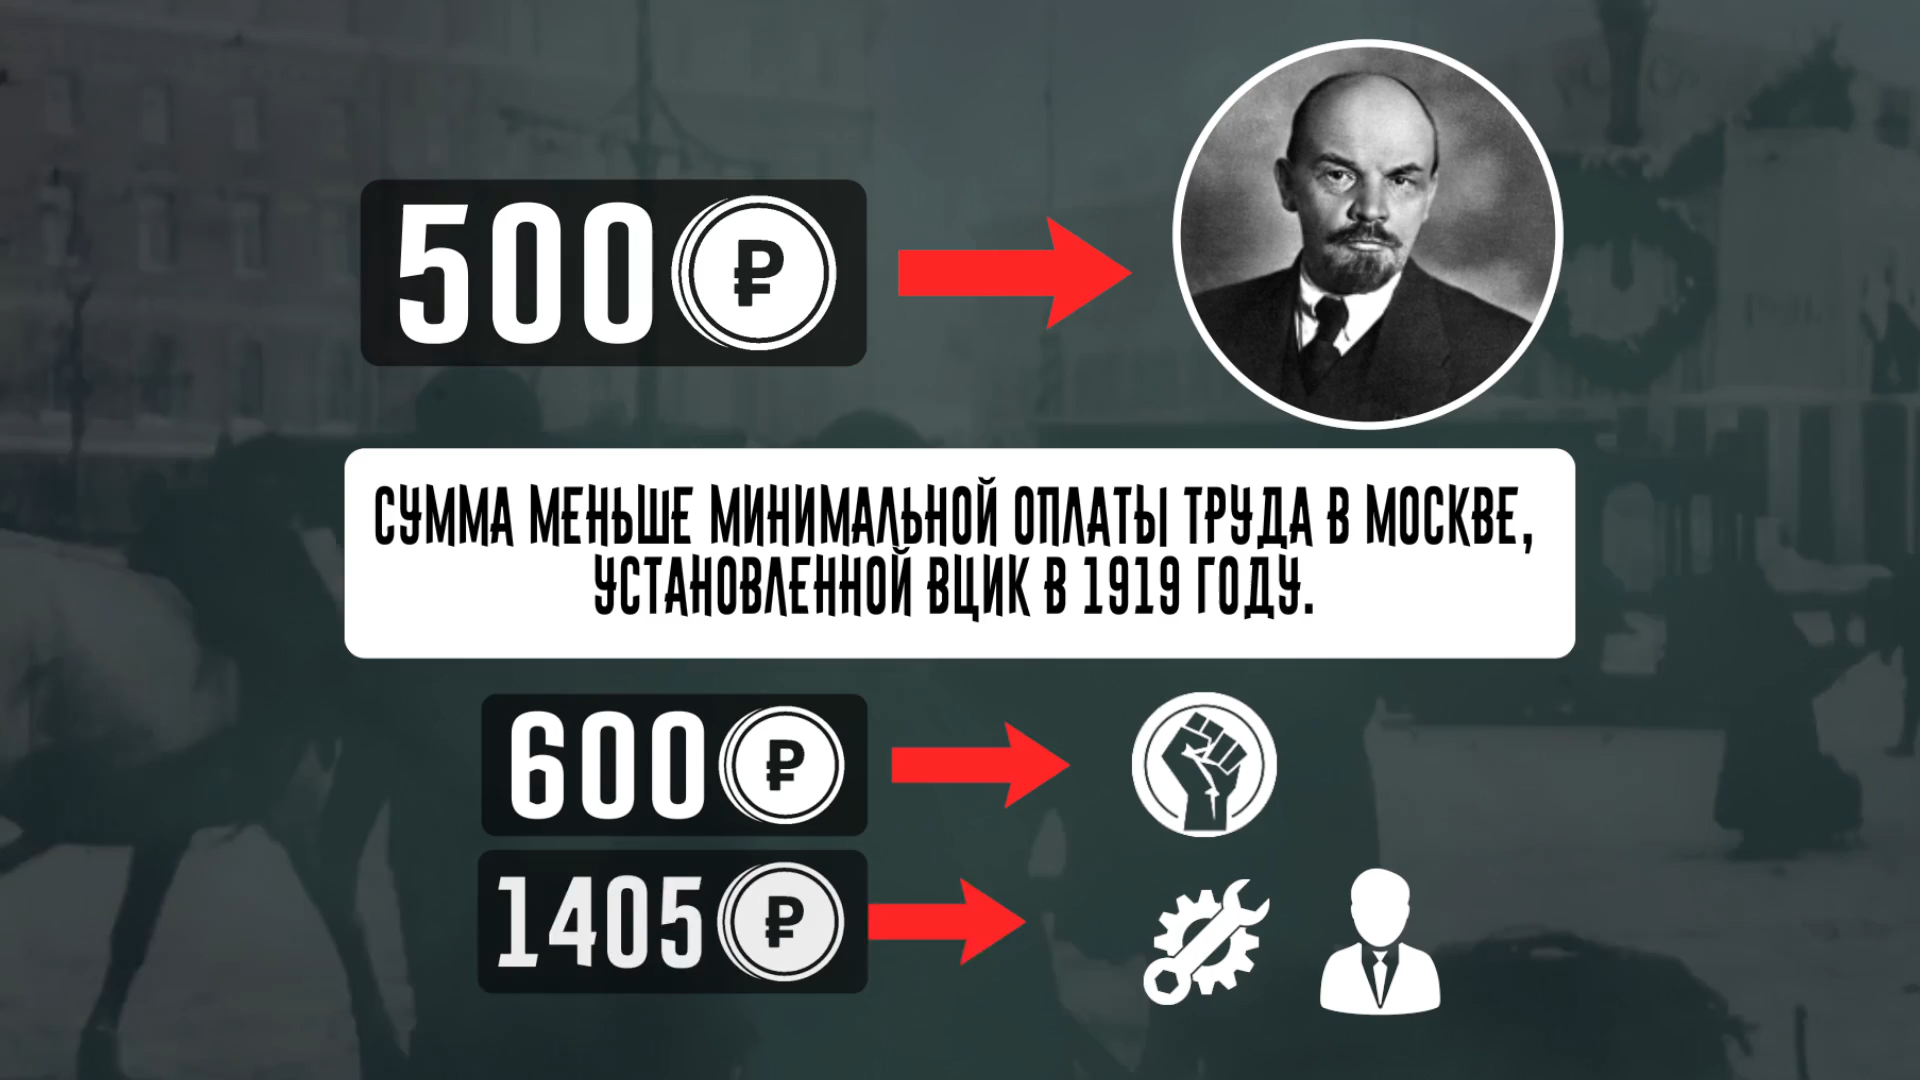 500 ₽
СУММА МЕНЬШЕ МИНИМАЛЬНОЙ ОПЛАТЫ ТРУДА В МОСКВЕ,
УСТАНОВЛЕННОЙ ВЦИК В 1919 ГОДУ.
600 ₽
1405 ₽